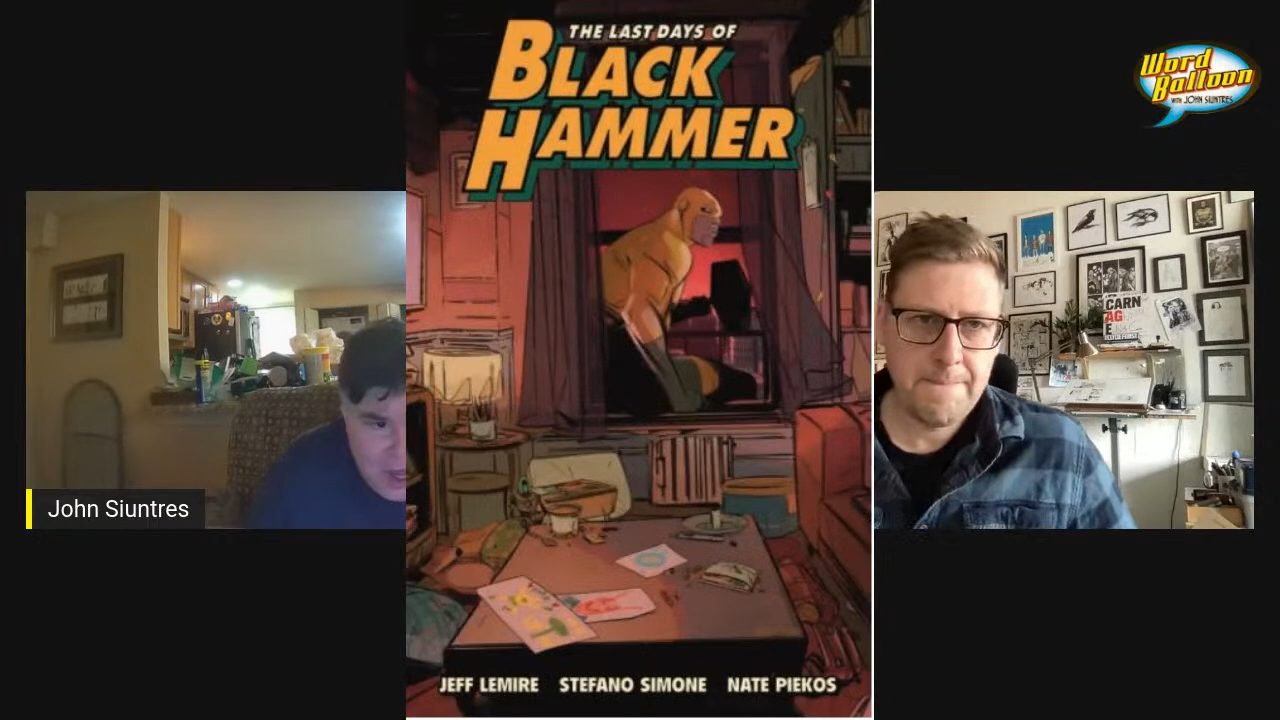 THE LAST DAYS OF
BLACK
HAMMER
Word
Balloon
WITH JOHN SIUNTRES
CARN
AG
E
John Siuntres
JEFF LEMIRE STEFANO SIMONE NATE PIEKOS